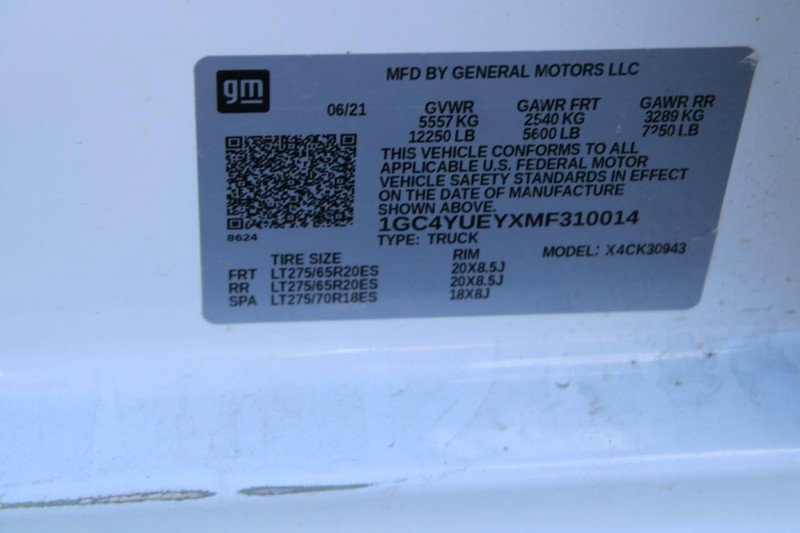 gm
MFD BY GENERAL MOTORS LLC
06/21 GVWR GAWR FRT GAWR RR
5557 KG 2540 KG 3289 KG
12250 LB 5600 LB 7250 LB
THIS VEHICLE CONFORMS TO ALL
APPLICABLE U.S. FEDERAL MOTOR
VEHICLE SAFETY STANDARDS IN EFFECT
ON THE DATE OF MANUFACTURE
SHOWN ABOVE.
1GC4YUEYXMF310014
8624
TYPE: TRUCK MODEL: X4CK30943
TIRE SIZE RIM
FRT LT275/65R20ES 20X8.5J
RR LT275/65R20ES 20X8.5J
SPA LT275/70R18ES 18X8J